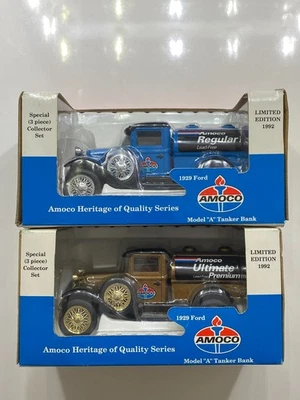 Special
(3 piece)
Collector
Set
Amoco
Regular
Lead-Free
LIMITED
EDITION
1992
1929 Ford
AMOCO
Amoco Heritage of Quality Series
Model "A" Tanker Bank
Special
(3 piece)
Collector
Set
Amoco
Ultimate
Premium
LIMITED
EDITION
1992
1929 Ford
AMOCO
Amoco Heritage of Quality Series
Model "A" Tanker Bank